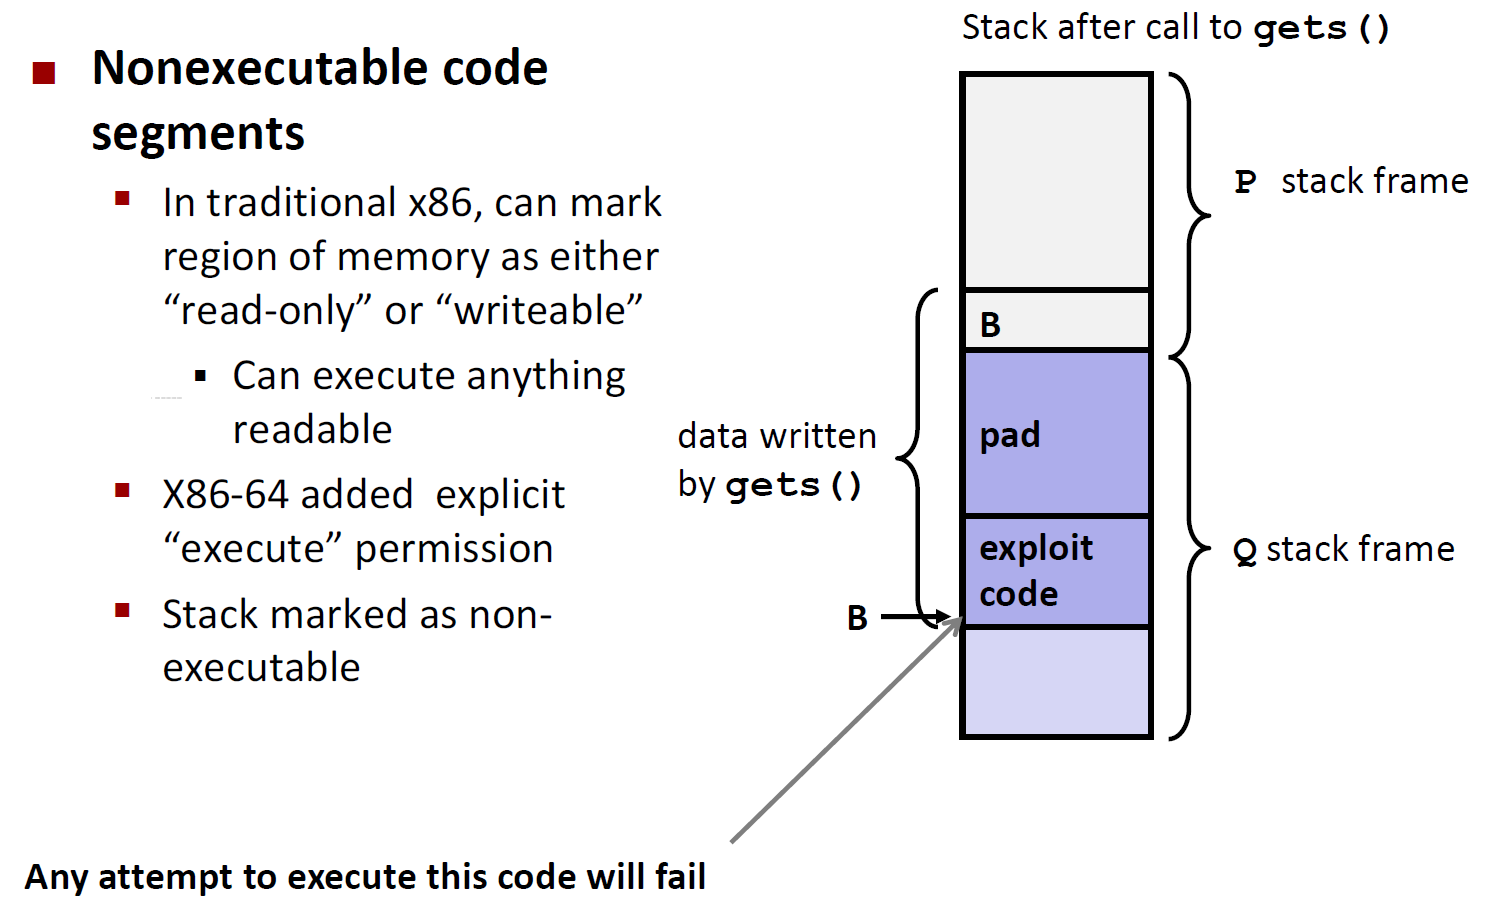 Nonexecutable code
segments
In traditional x86, can mark
region of memory as either
“read-only” or “writeable”
Can execute anything
readable
X86-64 added explicit
“execute” permission
Stack marked as non-
executable
Any attempt to execute this code will fail
Stack after call to gets()
P stack frame
B
data written
by gets()
pad
exploit
code
B
Q stack frame